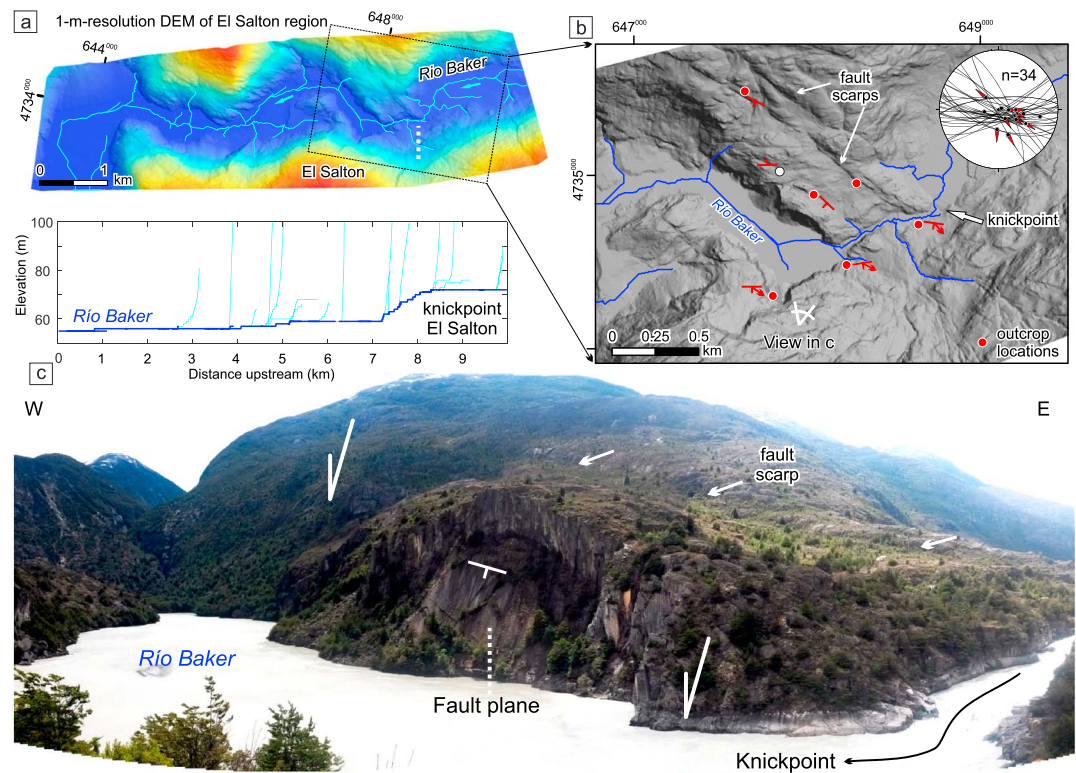 a
1-m-resolution DEM of El Salton region
644000
648000
4734000
Río Baker
El Salton
0 1
km
Elevation (m)
100
80
60
Río Baker
knickpoint
El Salton
0 1 2 3 4 5 6 7 8 9
Distance upstream (km)
b
647000
649000
4735000
n=34
fault
scarps
Río Baker
knickpoint
View in c
0 0.25 0.5
km
outcrop
locations
c
W
E
fault
scarp
Río Baker
Fault plane
Knickpoint